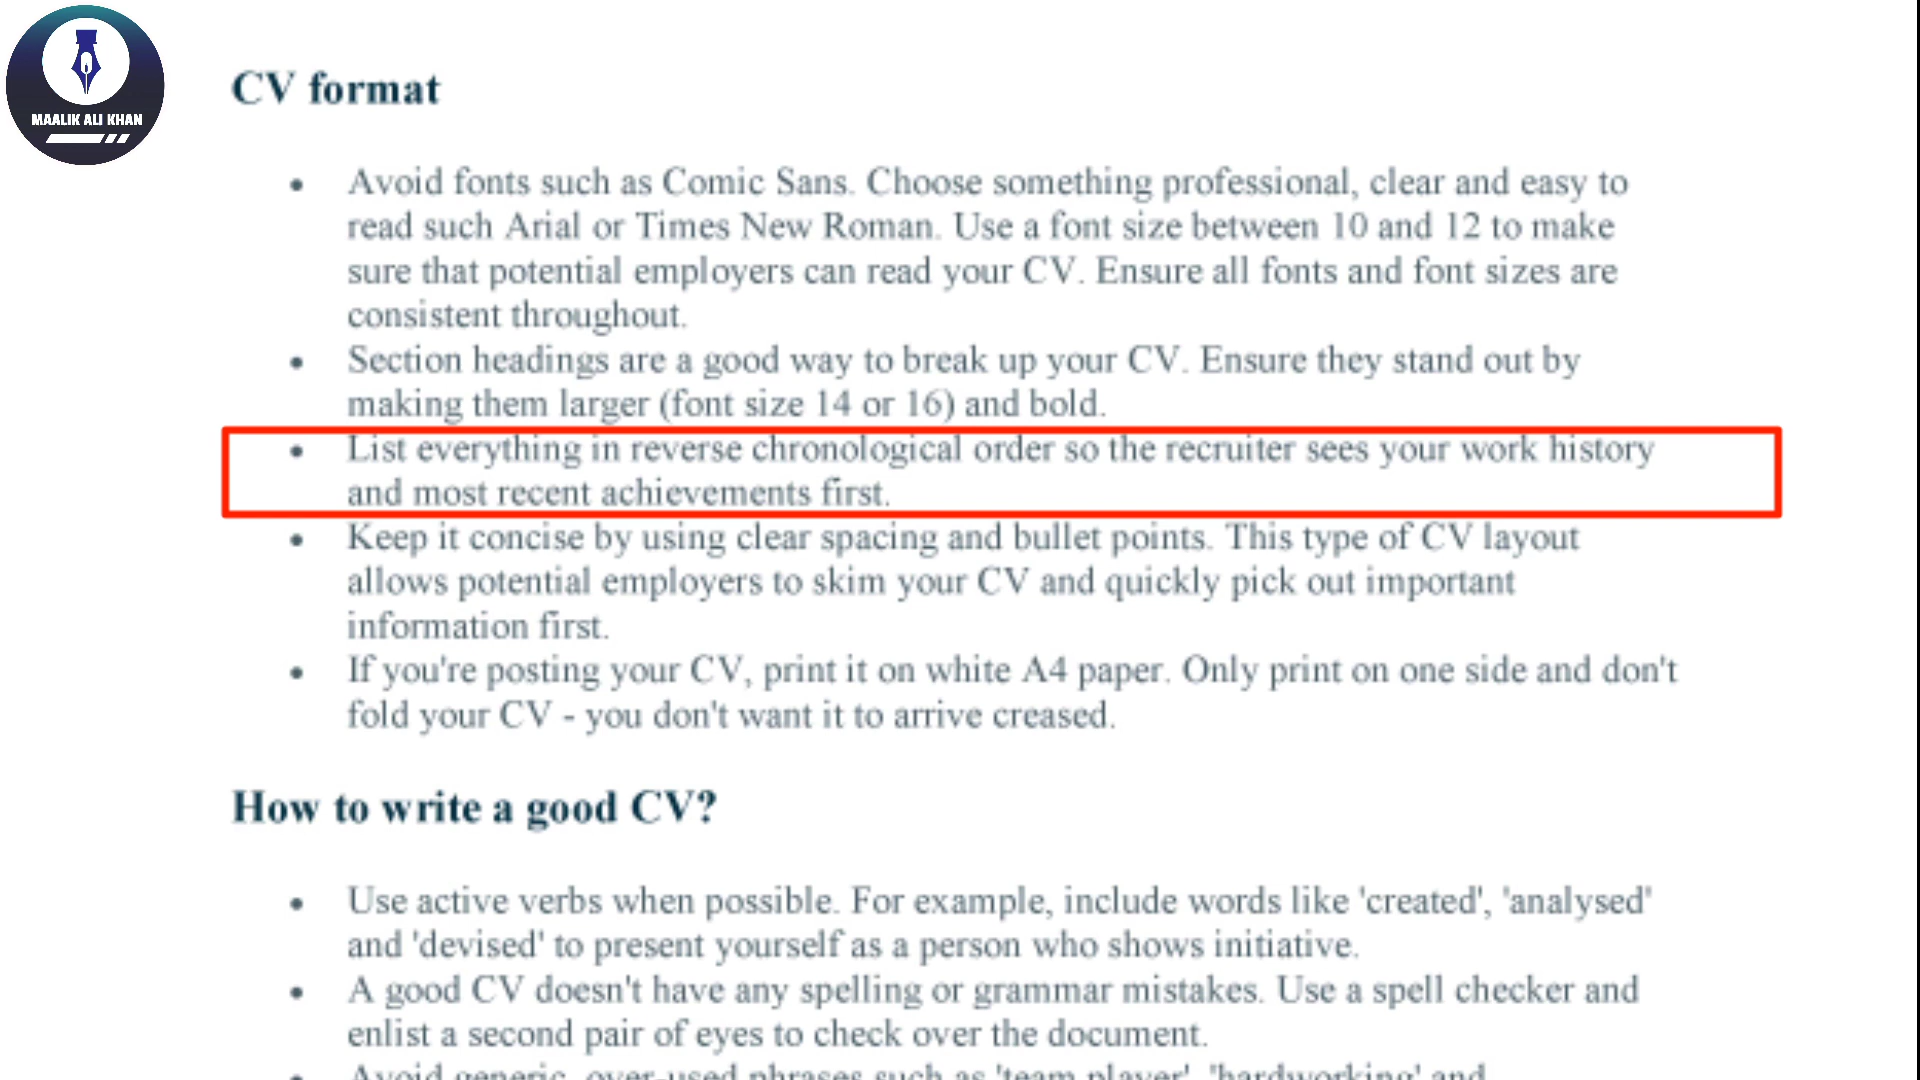 MAALIK ALI KHAN
CV format
• Avoid fonts such as Comic Sans. Choose something professional, clear and easy to
read such Arial or Times New Roman. Use a font size between 10 and 12 to make
sure that potential employers can read your CV. Ensure all fonts and font sizes are
consistent throughout.
• Section headings are a good way to break up your CV. Ensure they stand out by
making them larger (font size 14 or 16) and bold.
• List everything in reverse chronological order so the recruiter sees your work history
and most recent achievements first.
• Keep it concise by using clear spacing and bullet points. This type of CV layout
allows potential employers to skim your CV and quickly pick out important
information first.
• If you're posting your CV, print it on white A4 paper. Only print on one side and don't
fold your CV - you don't want it to arrive creased.
How to write a good CV?
• Use active verbs when possible. For example, include words like 'created', 'analysed'
and 'devised' to present yourself as a person who shows initiative.
• A good CV doesn't have any spelling or grammar mistakes. Use a spell checker and
enlist a second pair of eyes to check over the document.
• Avoid generic, over-used phrases such as 'team player', 'hardworking' and